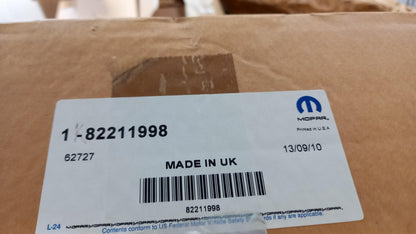 MOPAR
Printed in U.S.A
1 - 82211998
62727
13/09/10
MADE IN UK
82211998
L-24
Contents conform to US Federal Motor Vehicle Safety Standards if any are applicable.